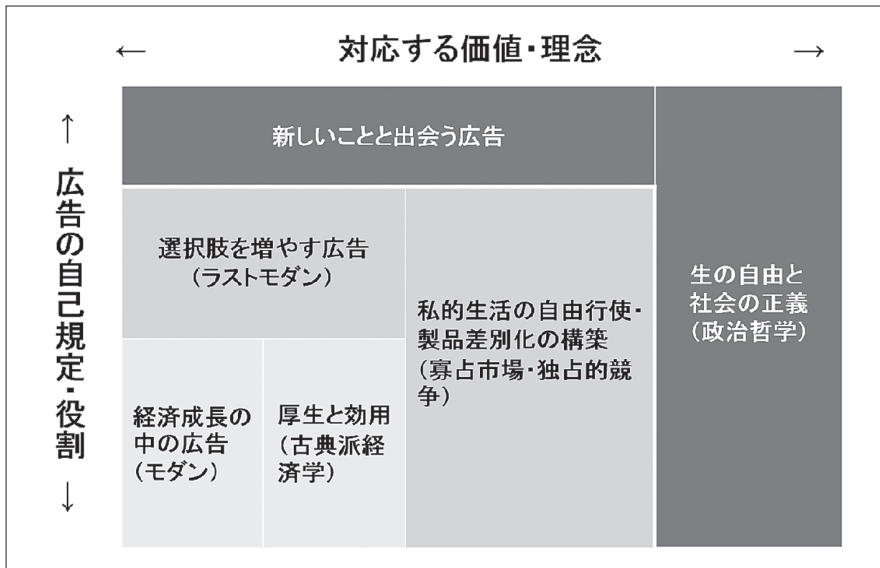 ← 対応する価値・理念 →
↑ 広告の自己規定・役割 ↓
新しいことと出会う広告
選択肢を増やす広告
(ラストモダン)
経済成長の
中の広告
(モダン)
厚生と効用
(古典派経
済学)
私的生活の自由行使・
製品差別化の構築
(寡占市場・独占的競
争)
生の自由と
社会の正義
(政治哲学)